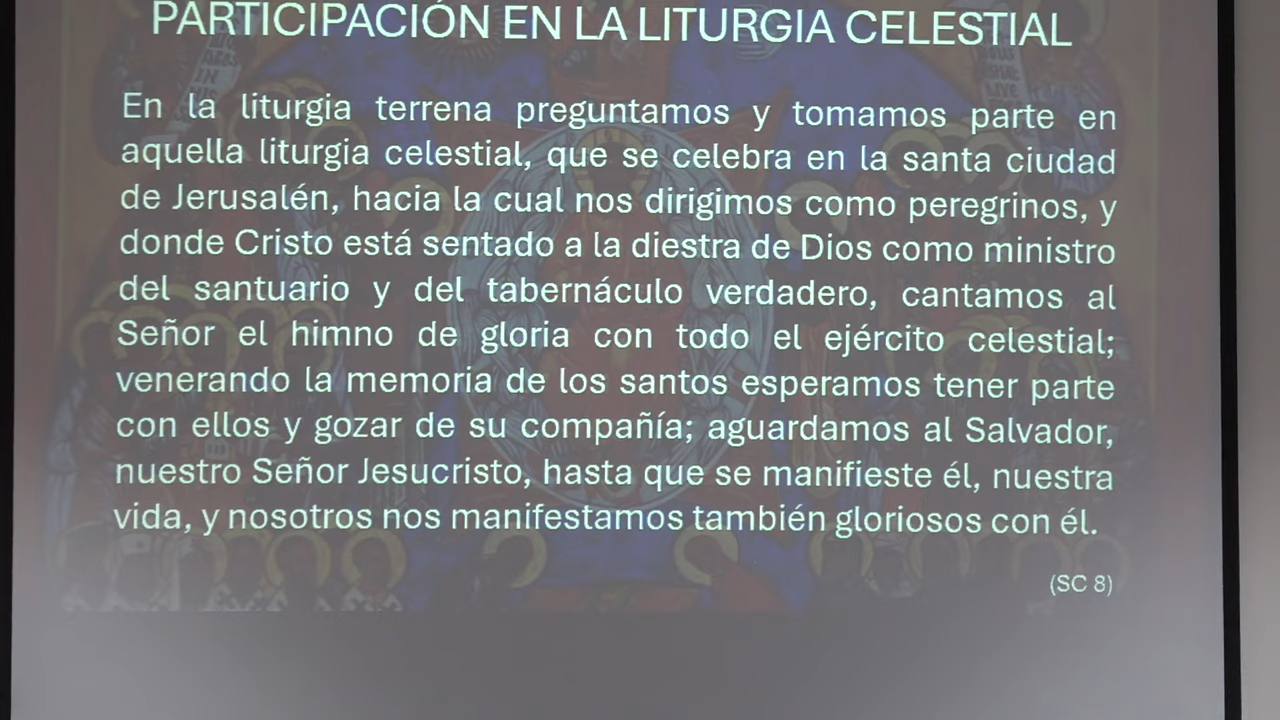 PARTICIPACIÓN EN LA LITURGIA CELESTIAL
En la liturgia terrena preguntamos y tomamos parte en
aquella liturgia celestial, que se celebra en la santa ciudad
de Jerusalén, hacia la cual nos dirigimos como peregrinos, y
donde Cristo está sentado a la diestra de Dios como ministro
del santuario y del tabernáculo verdadero, cantamos al
Señor el himno de gloria con todo el ejército celestial;
venerando la memoria de los santos esperamos tener parte
con ellos y gozar de su compañía; aguardamos al Salvador,
nuestro Señor Jesucristo, hasta que se manifieste él, nuestra
vida, y nosotros nos manifestamos también gloriosos con él.
(SC 8)